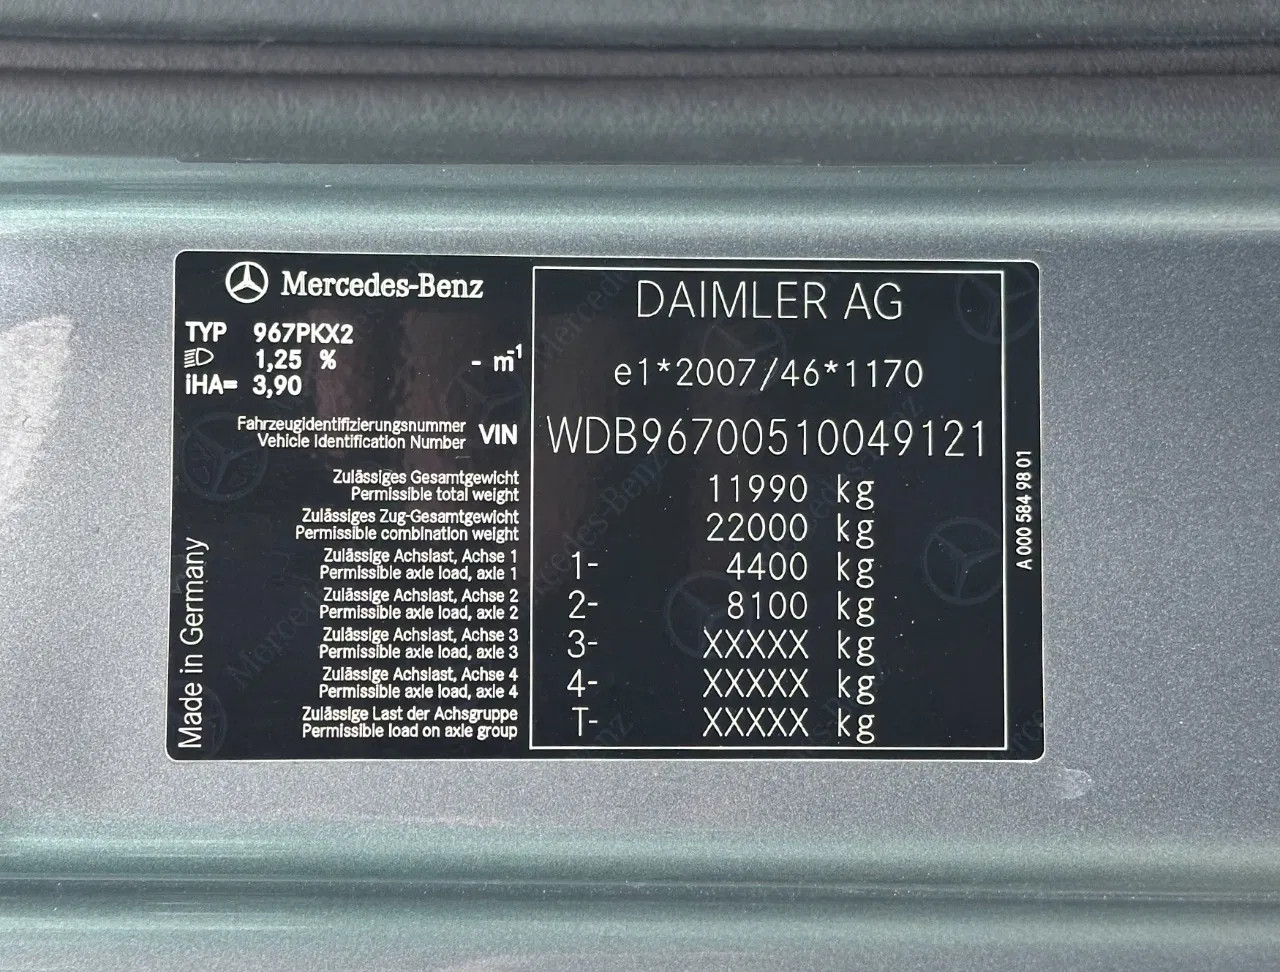 Mercedes-Benz
TYP 967PKX2
1,25 % - m⁻¹
iHA= 3,90
Fahrzeugidentifizierungsnummer
Vehicle Identification Number VIN
Zulässiges Gesamtgewicht
Permissible total weight
Zulässiges Zug-Gesamtgewicht
Permissible combination weight
Zulässige Achslast, Achse 1
Permissible axle load, axle 1
Zulässige Achslast, Achse 2
Permissible axle load, axle 2
Zulässige Achslast, Achse 3
Permissible axle load, axle 3
Zulässige Achslast, Achse 4
Permissible axle load, axle 4
Zulässige Last der Achsgruppe
Permissible load on axle group
Made in Germany
DAIMLER AG
e1*2007/46*1170
WDB96700510049121
11990 kg
22000 kg
1- 4400 kg
2- 8100 kg
3- XXXXX kg
4- XXXXX kg
T- XXXXX kg
A 000 584 98 01